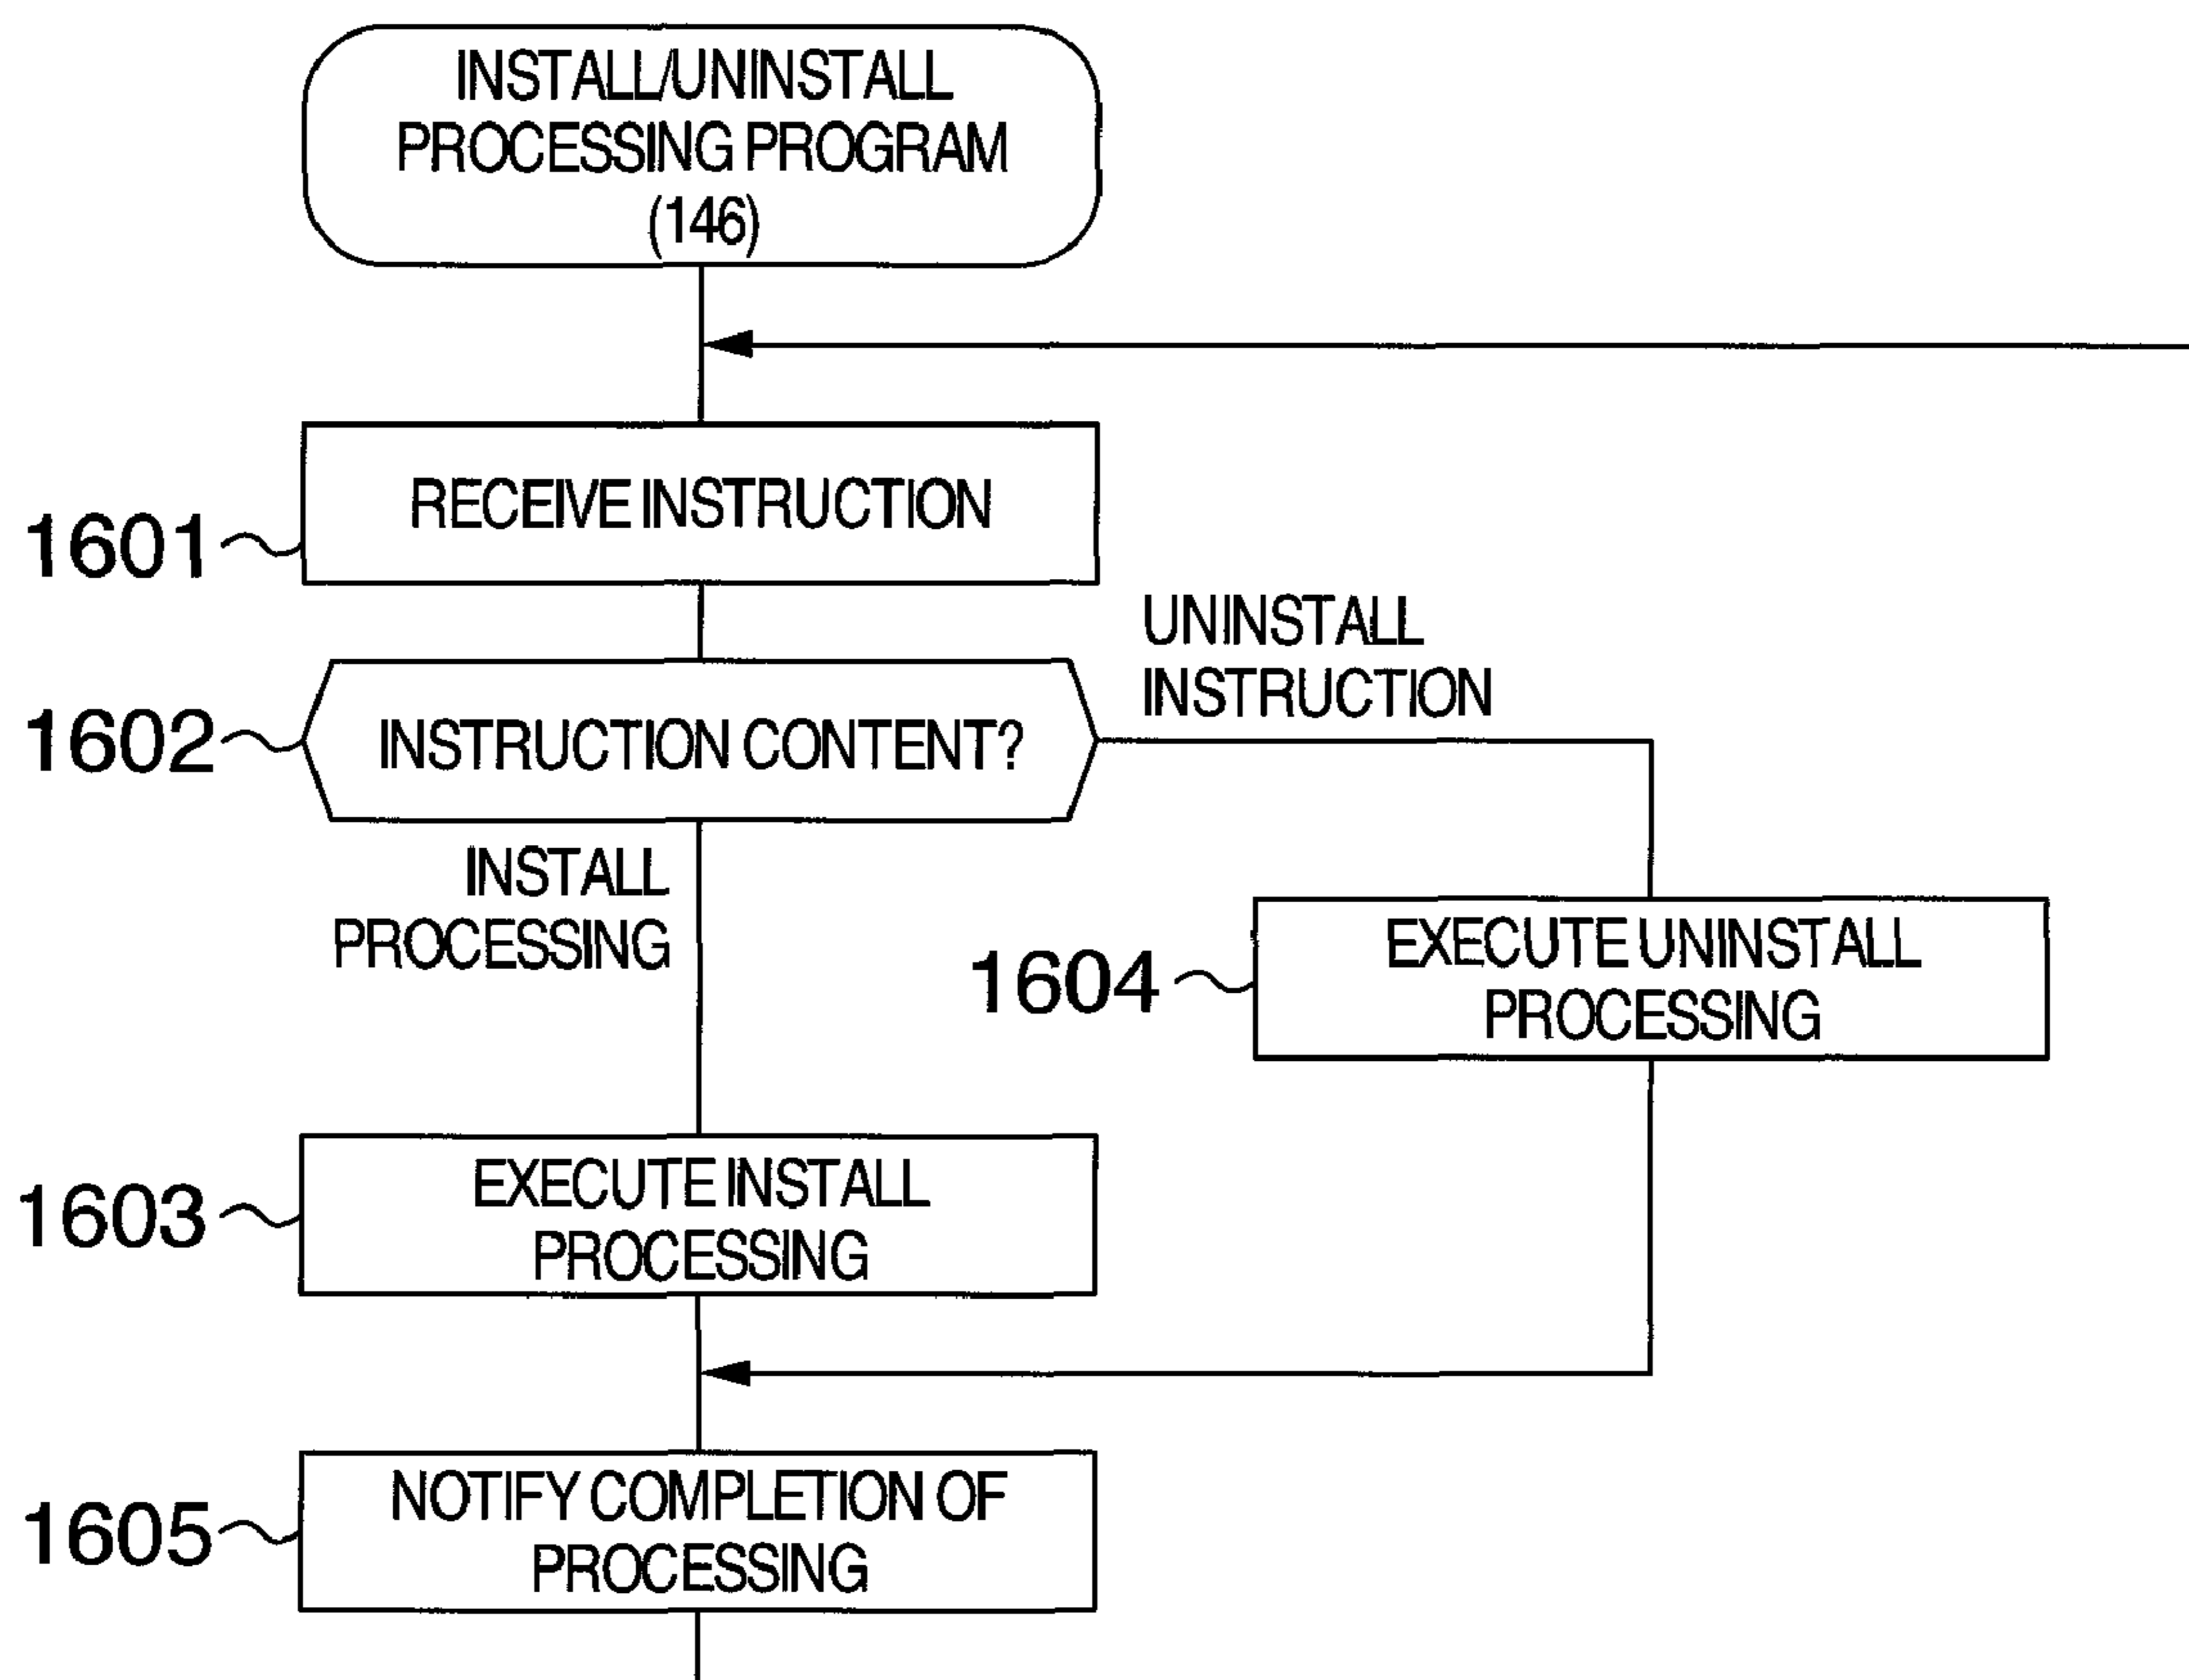 INSTALL/UNINSTALL
PROCESSING PROGRAM
(146)
RECEIVE INSTRUCTION
1601
UNINSTALL
INSTRUCTION
1602
INSTRUCTION CONTENT?
INSTALL
PROCESSING
1604
EXECUTE UNINSTALL
PROCESSING
1603
EXECUTE INSTALL
PROCESSING
1605
NOTIFY COMPLETION OF
PROCESSING